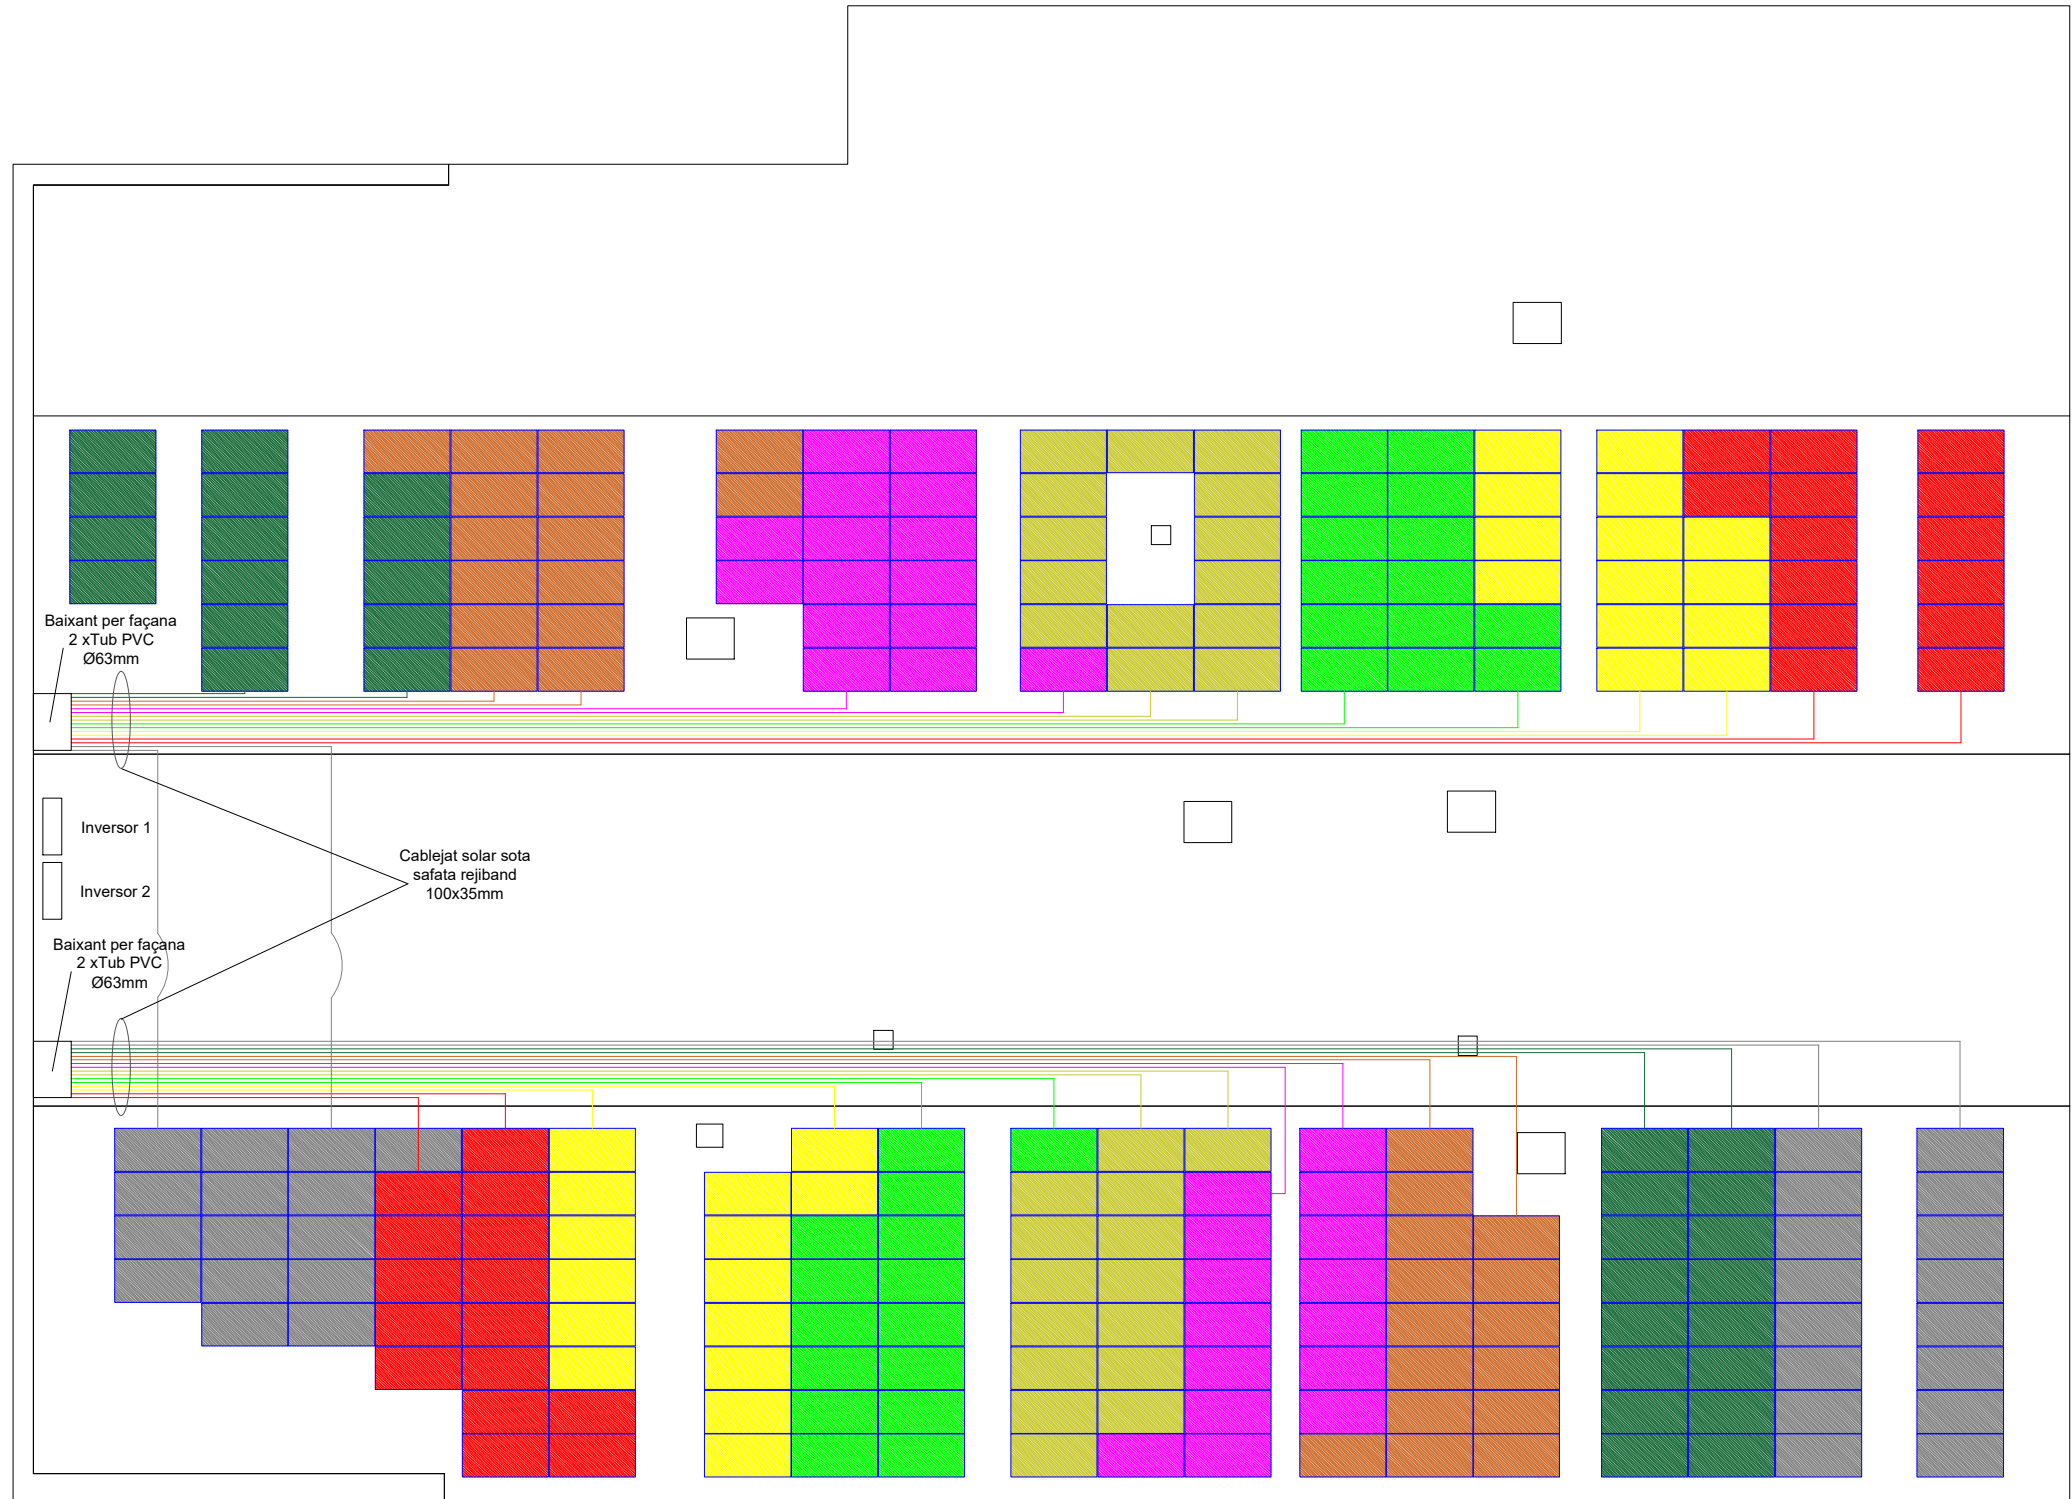 Baixant per façana
2 xTub PVC
Ø63mm
Inversor 1
Cablejat solar sota
safata rejiband
100x35mm
Inversor 2
Baixant per façana
2 xTub PVC
Ø63mm